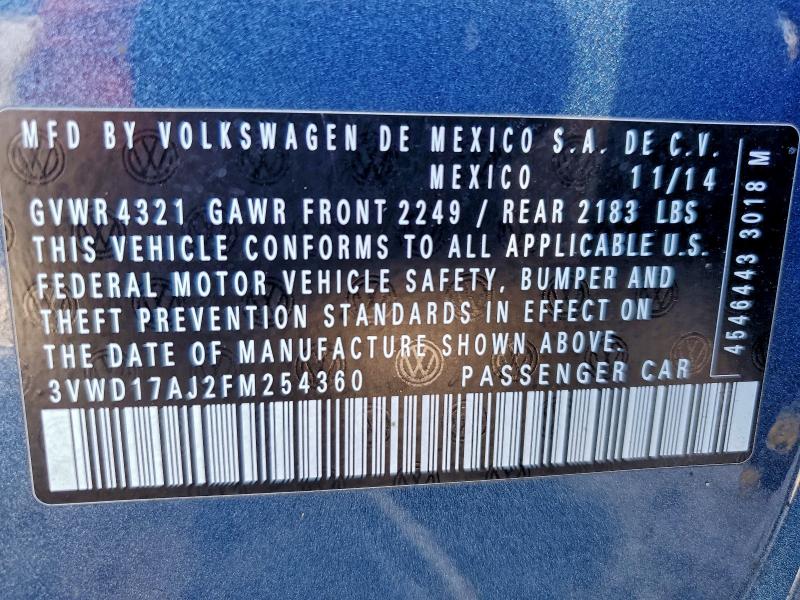 MFD BY VOLKSWAGEN DE MEXICO S.A. DE C.V.
MEXICO 11/14
GVWR 4321 GAWR FRONT 2249 / REAR 2183 LBS
THIS VEHICLE CONFORMS TO ALL APPLICABLE U.S.
FEDERAL MOTOR VEHICLE SAFETY, BUMPER AND
THEFT PREVENTION STANDARDS IN EFFECT ON
THE DATE OF MANUFACTURE SHOWN ABOVE.
3VWD17AJ2FM254360 PASSENGER CAR
4546443 3018 M